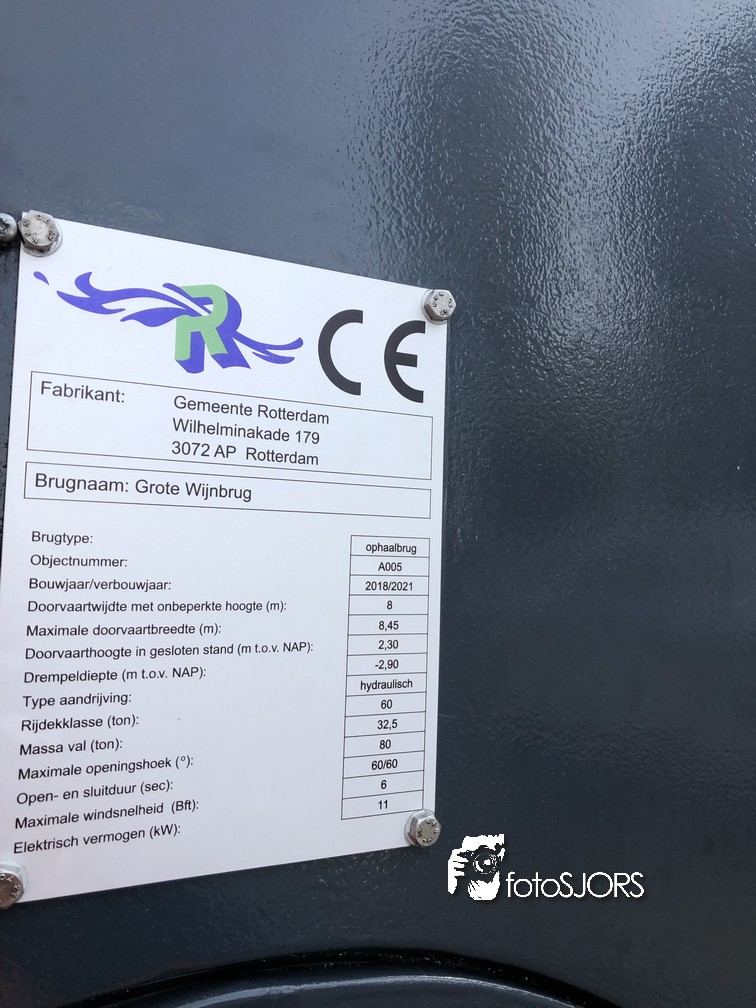 R
CE
Fabrikant: Gemeente Rotterdam
Wilhelminakade 179
3072 AP Rotterdam
Brugnaam: Grote Wijnbrug
Brugtype: ophaalbrug
Objectnummer: A005
Bouwjaar/verbouwjaar: 2018/2021
Doorvaartwijdte met onbeperkte hoogte (m): 8
Maximale doorvaartbreedte (m): 8,45
Doorvaarthoogte in gesloten stand (m t.o.v. NAP): 2,30
Drempeldiepte (m t.o.v. NAP): -2,90
Type aandrijving: hydraulisch
Rijdekklasse (ton): 60
Massa val (ton): 32,5
Maximale openingshoek (°): 80
Open- en sluitduur (sec): 60/60
Maximale windsnelheid (Bft): 6
Elektrisch vermogen (kW): 11
fotoSJORS